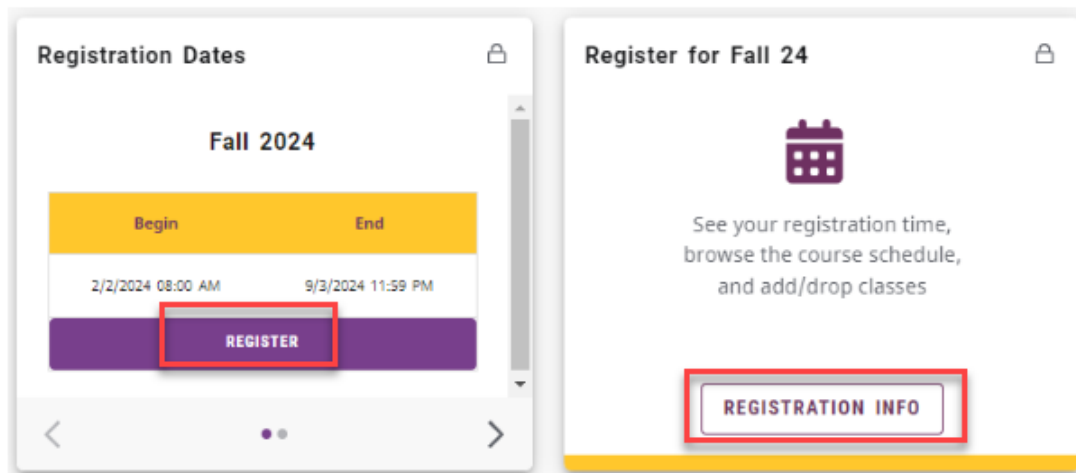 Registration Dates
Fall 2024
Begin End
2/2/2024 08:00 AM 9/3/2024 11:59 PM
REGISTER
Register for Fall 24
See your registration time,
browse the course schedule,
and add/drop classes
REGISTRATION INFO